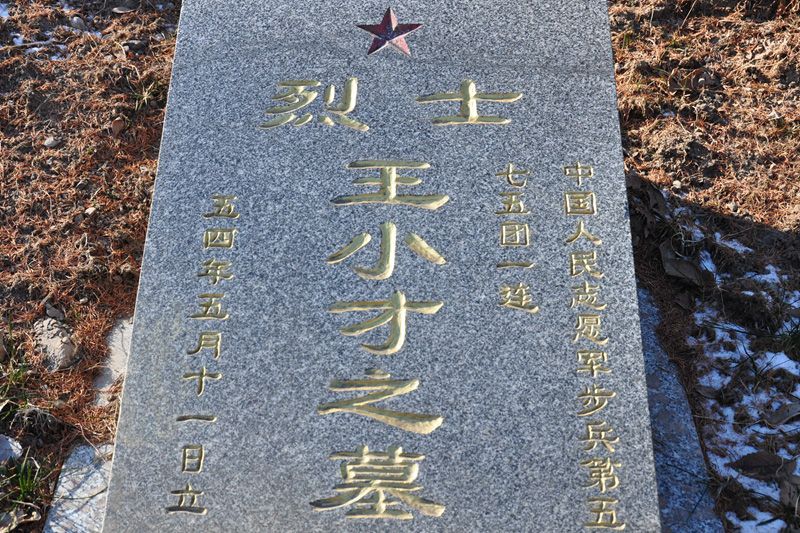 烈士
中国人民志愿军步兵第五
七五团一连
王小才之墓
五四年五月十一日立